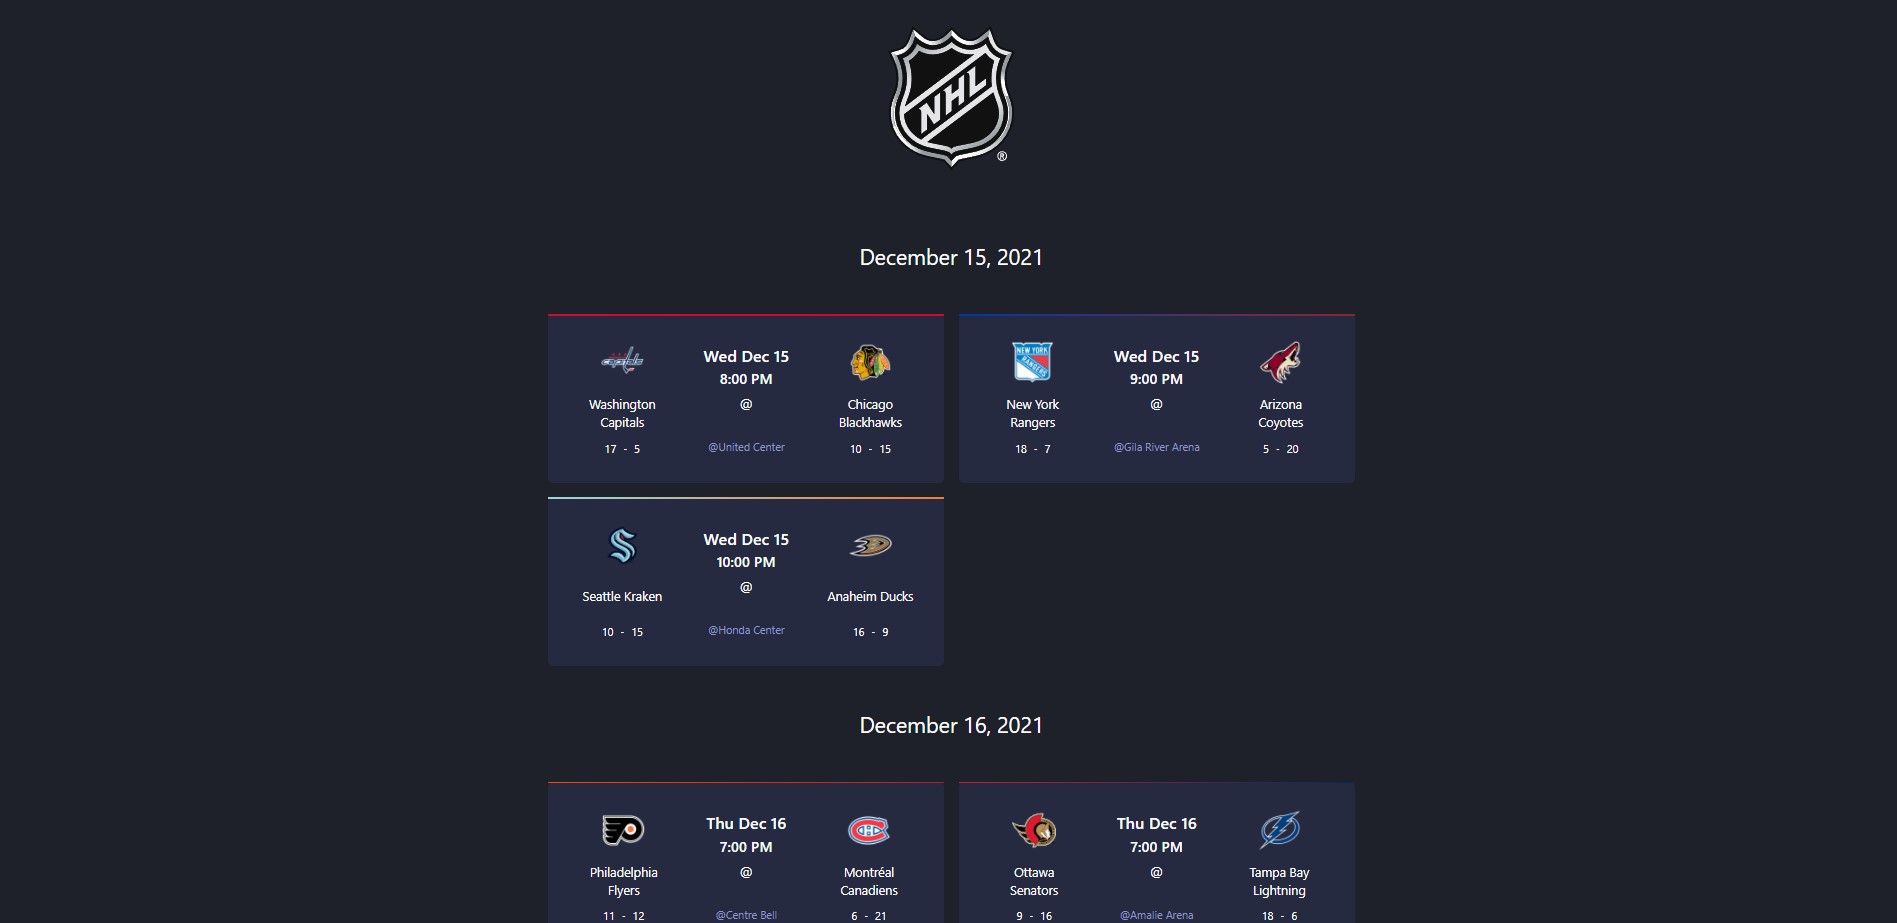 NHL
®
December 15, 2021
capitals
Washington
Capitals
17 - 5
Wed Dec 15
8:00 PM
@
@United Center
Chicago
Blackhawks
10 - 15
NEW YORK
RANGERS
New York
Rangers
18 - 7
Wed Dec 15
9:00 PM
@
@Gila River Arena
Arizona
Coyotes
5 - 20
Seattle Kraken
10 - 15
Wed Dec 15
10:00 PM
@
@Honda Center
Anaheim Ducks
16 - 9
December 16, 2021
Philadelphia
Flyers
11 - 12
Thu Dec 16
7:00 PM
@
@Centre Bell
Montréal
Canadiens
6 - 21
Ottawa
Senators
9 - 16
Thu Dec 16
7:00 PM
@
@Amalie Arena
Tampa Bay
Lightning
18 - 6